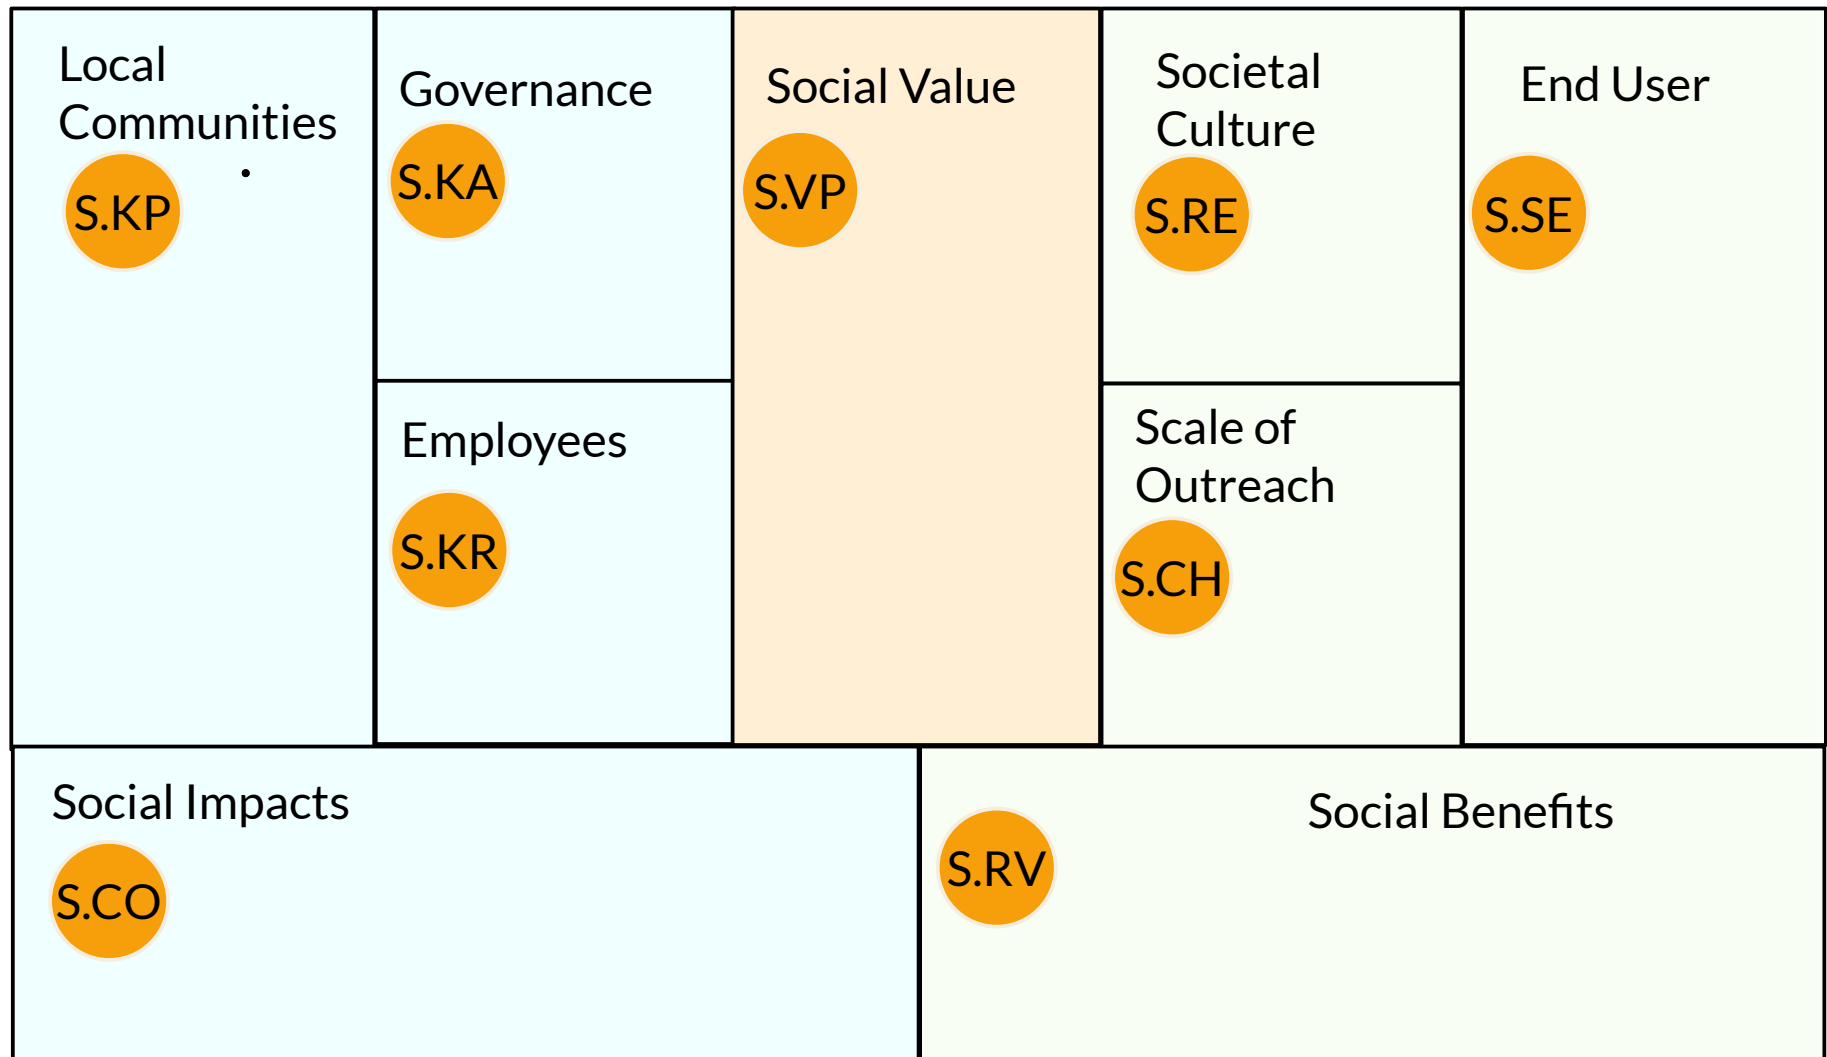 Local
Communities
S.KP
Governance
S.KA
Employees
S.KR
Social Value
S.VP
Societal
Culture
S.RE
Scale of
Outreach
S.CH
End User
S.SE
Social Impacts
S.CO
Social Benefits
S.RV